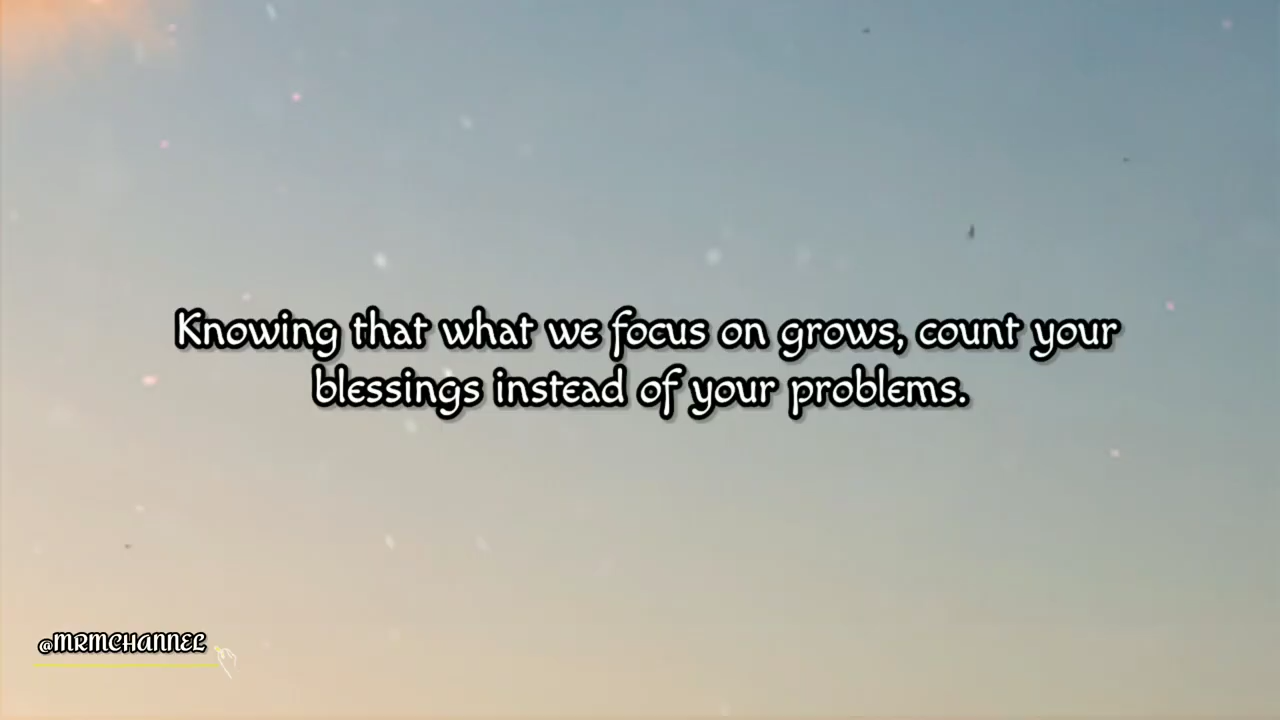 Knowing that what we focus on grows, count your
blessings instead of your problems.
@MRMCHANNEL